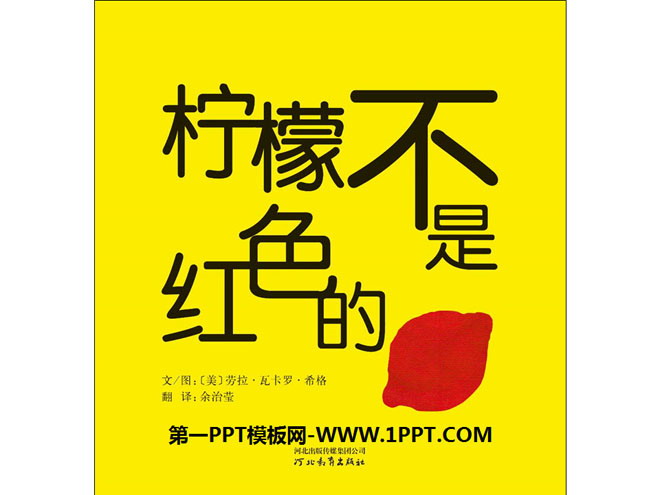 柠檬不是
红色的
文/图:〔美〕劳拉·瓦卡罗·希格
翻 译:余治莹
第一PPT模板网-WWW.1PPT.COM
河北出版传媒集团公司
河北教育出版社